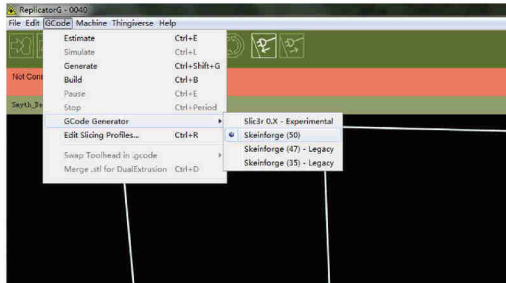 ReplicatorG - 0040
File Edit GCode Machine Thingiverse Help
Not Conn
Estimate Ctrl+E
Simulate Ctrl+L
Generate Ctrl+Shift+G
Build Ctrl+B
Pause Ctrl+E
Stop Ctrl+Period
GCode Generator
Edit Slicing Profiles... Ctrl+R
Swap Toolhead in .gcode
Merge .stl for DualExtrusion Ctrl+D
Slic3r 0.X - Experimental
Skeinforge (50)
Skeinforge (47) - Legacy
Skeinforge (35) - Legacy